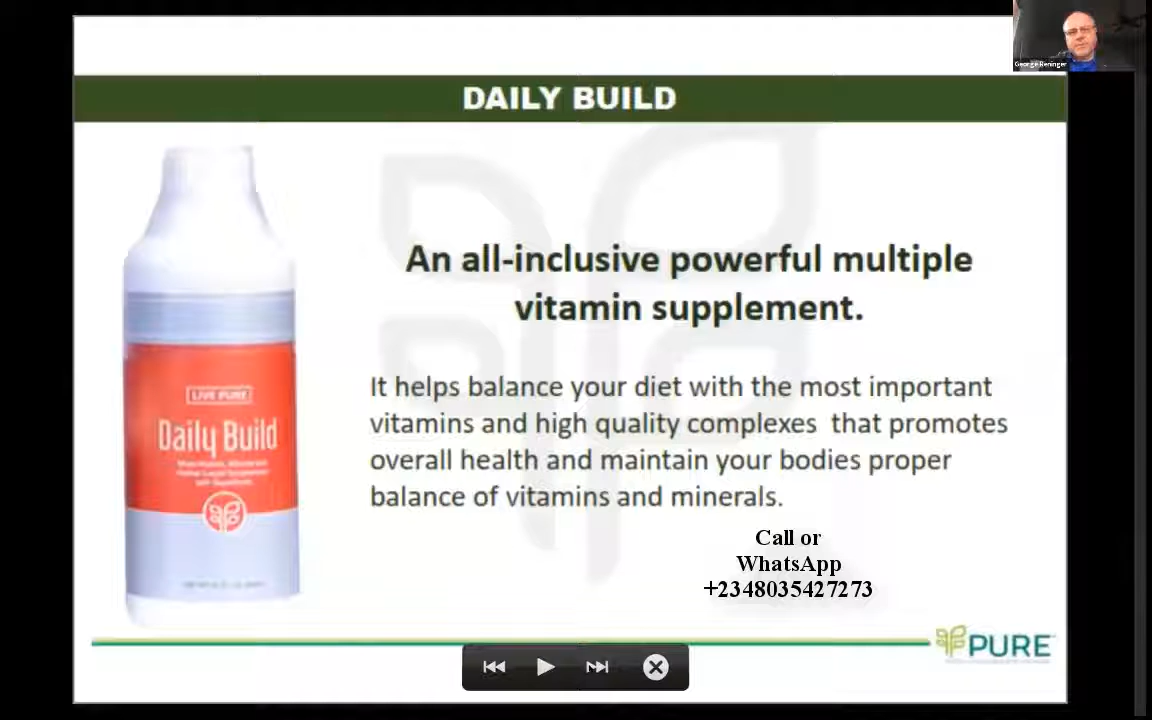 George Reninger
DAILY BUILD
An all-inclusive powerful multiple
vitamin supplement.
It helps balance your diet with the most important
vitamins and high quality complexes that promotes
overall health and maintain your bodies proper
balance of vitamins and minerals.
LIVE PURE
Daily Build
Call or
WhatsApp
+2348035427273
PURE